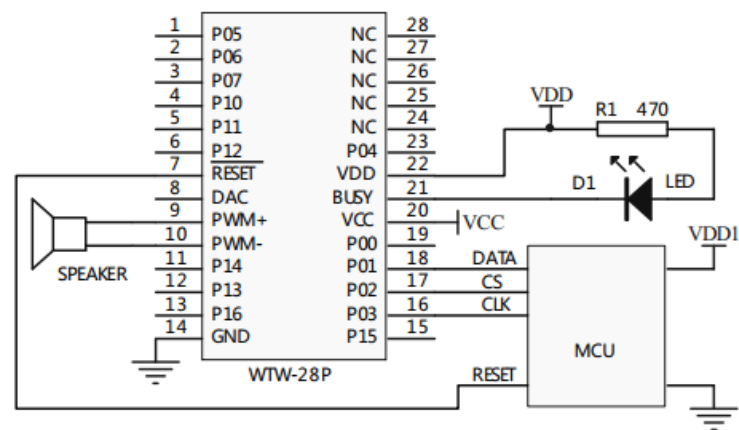 1 P05 NC 28
2 P06 NC 27
3 P07 NC 26
4 P10 NC 25
5 P11 NC 24
6 P12 P04 23
7 RESET VDD 22
8 DAC BUSY 21
9 PWM+ VCC 20
10 PWM- P00 19
11 P14 P01 18
12 P13 P02 17
13 P16 P03 16
14 GND P15 15
WTW-28P
SPEAKER
VDD
R1 470
D1 LED
VCC
VDD1
DATA
CS
CLK
RESET
MCU